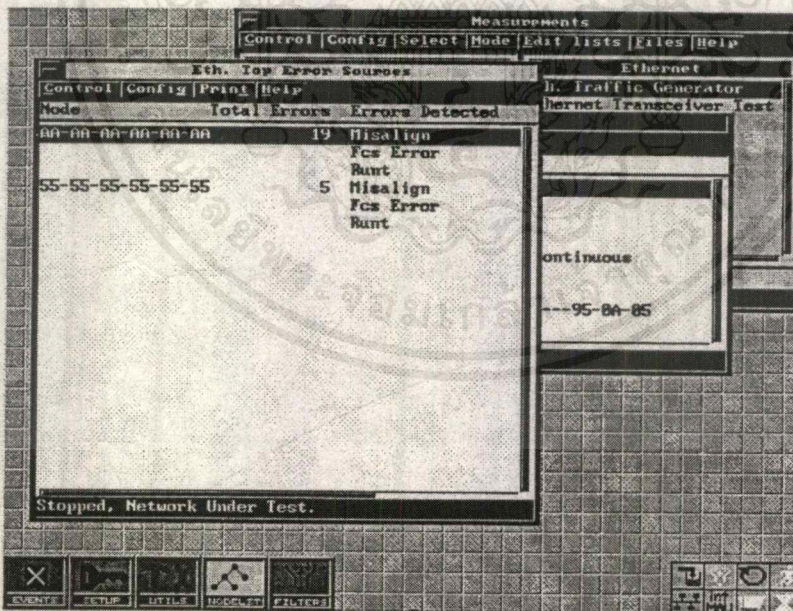 Measurements
Control Config Select Mode Edit lists Files Help
Eth. Top Error Sources
Control Config Print Help
Node Total Errors Errors Detected
AA-AA-AA-AA-AA-AA 19 Misalign
Fcs Error
Runt
55-55-55-55-55-55 5 Misalign
Fcs Error
Runt
Stopped, Network Under Test.
Ethernet
h. Traffic Generator
hernet Transceiver Test
ontinuous
---95-0A-05
EVENTS SETUP UTILS NODELST FILTERS